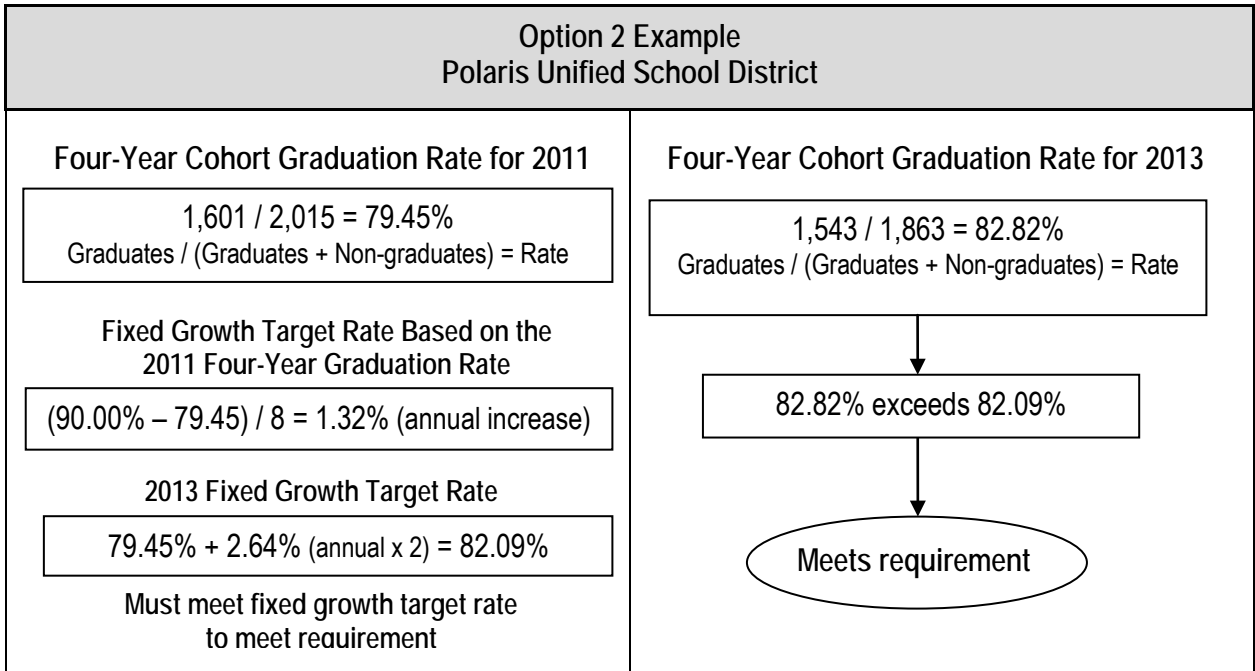 Option 2 Example
Polaris Unified School District
Four-Year Cohort Graduation Rate for 2011
1,601 / 2,015 = 79.45%
Graduates / (Graduates + Non-graduates) = Rate
Fixed Growth Target Rate Based on the
2011 Four-Year Graduation Rate
(90.00% – 79.45) / 8 = 1.32% (annual increase)
2013 Fixed Growth Target Rate
79.45% + 2.64% (annual x 2) = 82.09%
Must meet fixed growth target rate
to meet requirement
Four-Year Cohort Graduation Rate for 2013
1,543 / 1,863 = 82.82%
Graduates / (Graduates + Non-graduates) = Rate
82.82% exceeds 82.09%
Meets requirement